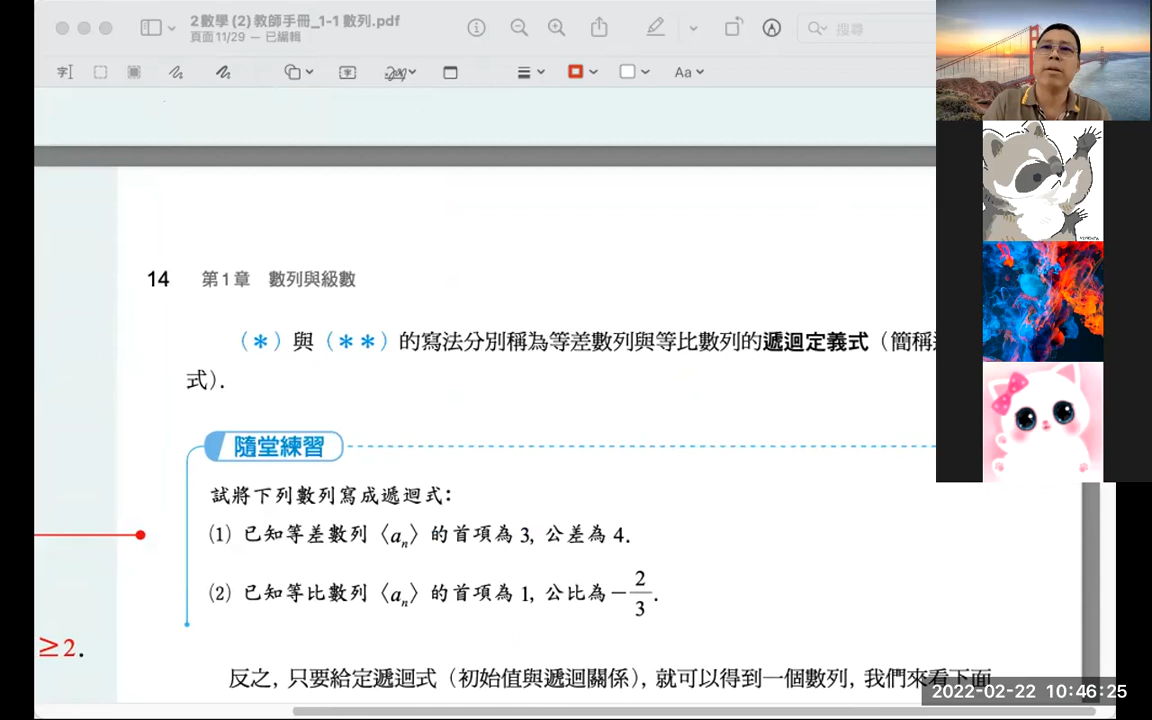 2數學 (2) 教師手冊_1-1 數列.pdf
頁面11/29 — 已編輯
搜尋
Aa
14 第1章 數列與級數
(＊) 與 (＊＊) 的寫法分別稱為等差數列與等比數列的遞迴定義式 (簡稱
式).
隨堂練習
試將下列數列寫成遞迴式：
(1) 已知等差數列〈aₙ〉的首項為 3, 公差為 4.
(2) 已知等比數列〈aₙ〉的首項為 1, 公比為 −2/3.
≥2.
反之, 只要給定遞迴式 (初始值與遞迴關係), 就可以得到一個數列, 我們來看下面
2022-02-22 10:46:25